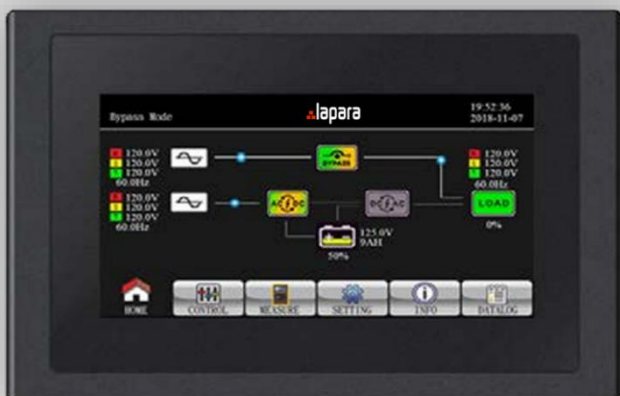 Bypass Mode
lapara
19:52:36
2018-11-07
120.0V
120.0V
120.0V
60.0Hz
BYPASS
120.0V
120.0V
120.0V
60.0Hz
120.0V
120.0V
120.0V
60.0Hz
AC DC
DC AC
LOAD
0%
125.0V
9AH
50%
HOME
CONTROL
MEASURE
SETTING
INFO
DATALOG